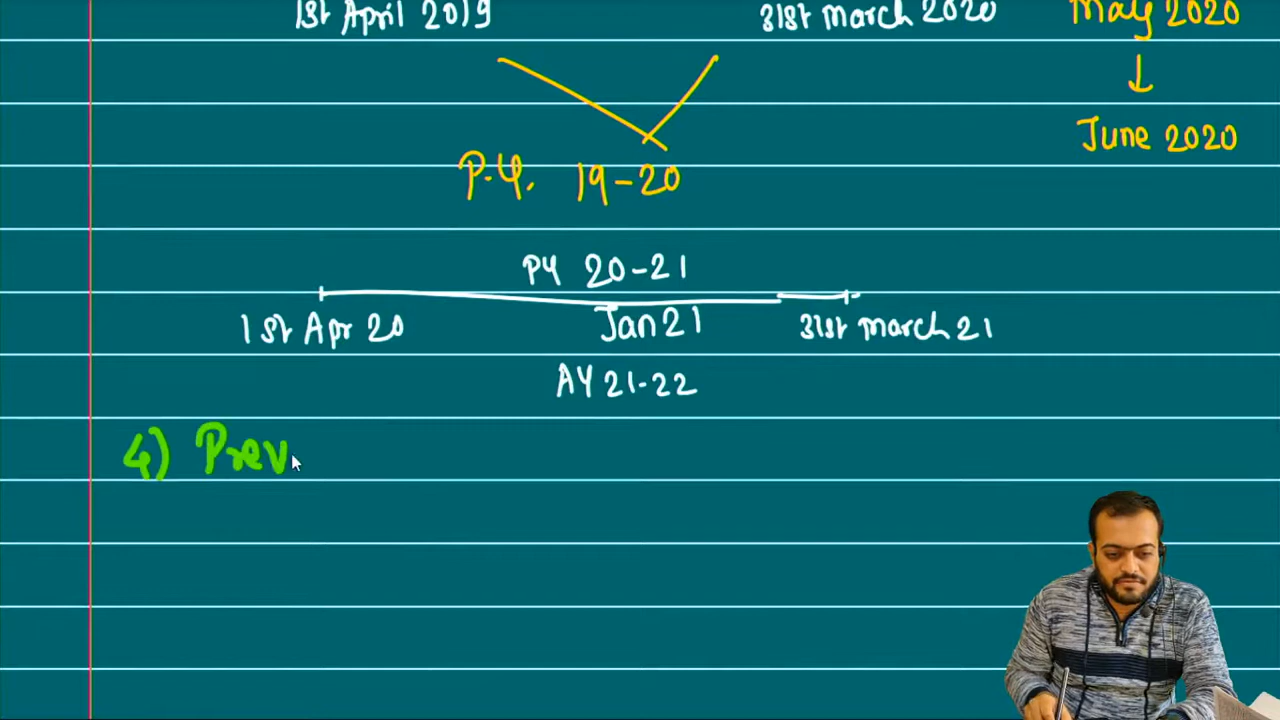 1st April 2019 31st March 2020 May 2020
↓
June 2020
P.Y. 19-20
PY 20-21
1st Apr 20 Jan 21 31st March 21
AY 21-22
4) Prev